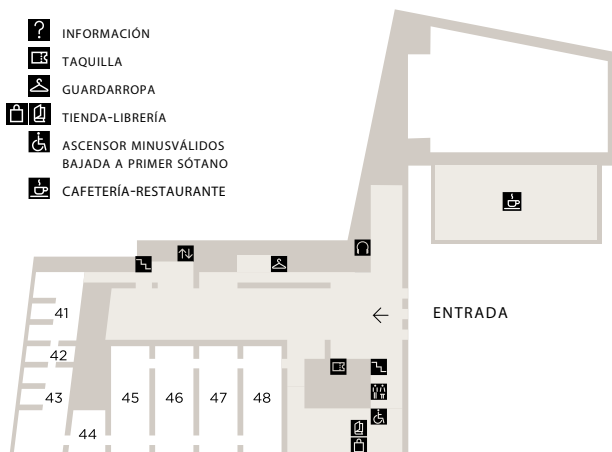 ?
INFORMACIÓN
TAQUILLA
GUARDARROPA
TIENDA-LIBRERÍA
ASCENSOR MINUSVÁLIDOS
BAJADA A PRIMER SÓTANO
CAFETERÍA-RESTAURANTE
ENTRADA
41
42
43
44
45
46
47
48